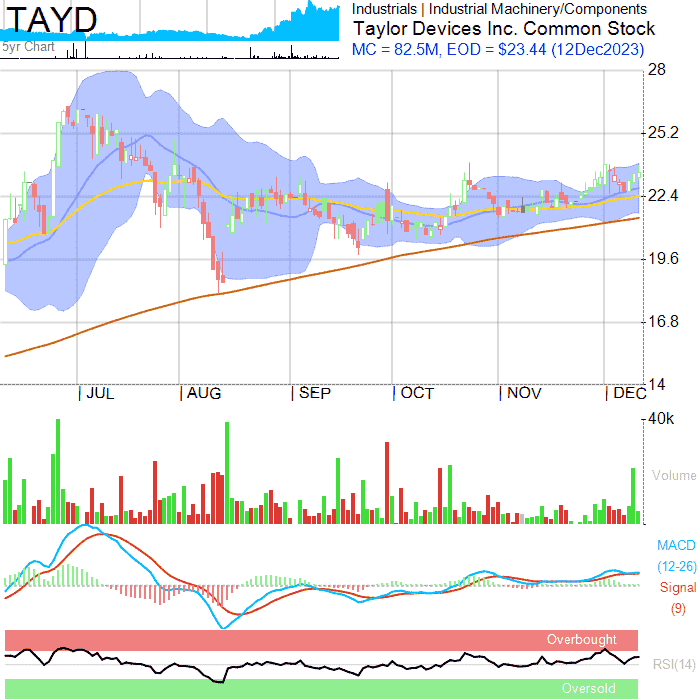 TAYD
5yr Chart
Industrials | Industrial Machinery/Components
Taylor Devices Inc. Common Stock
MC = 82.5M, EOD = $23.44 (12Dec2023)
28
25.2
22.4
19.6
16.8
14
| JUL | AUG | SEP | OCT | NOV | DEC
40k
Volume
MACD
(12-26)
Signal
(9)
Overbought
RSI(14)
Oversold